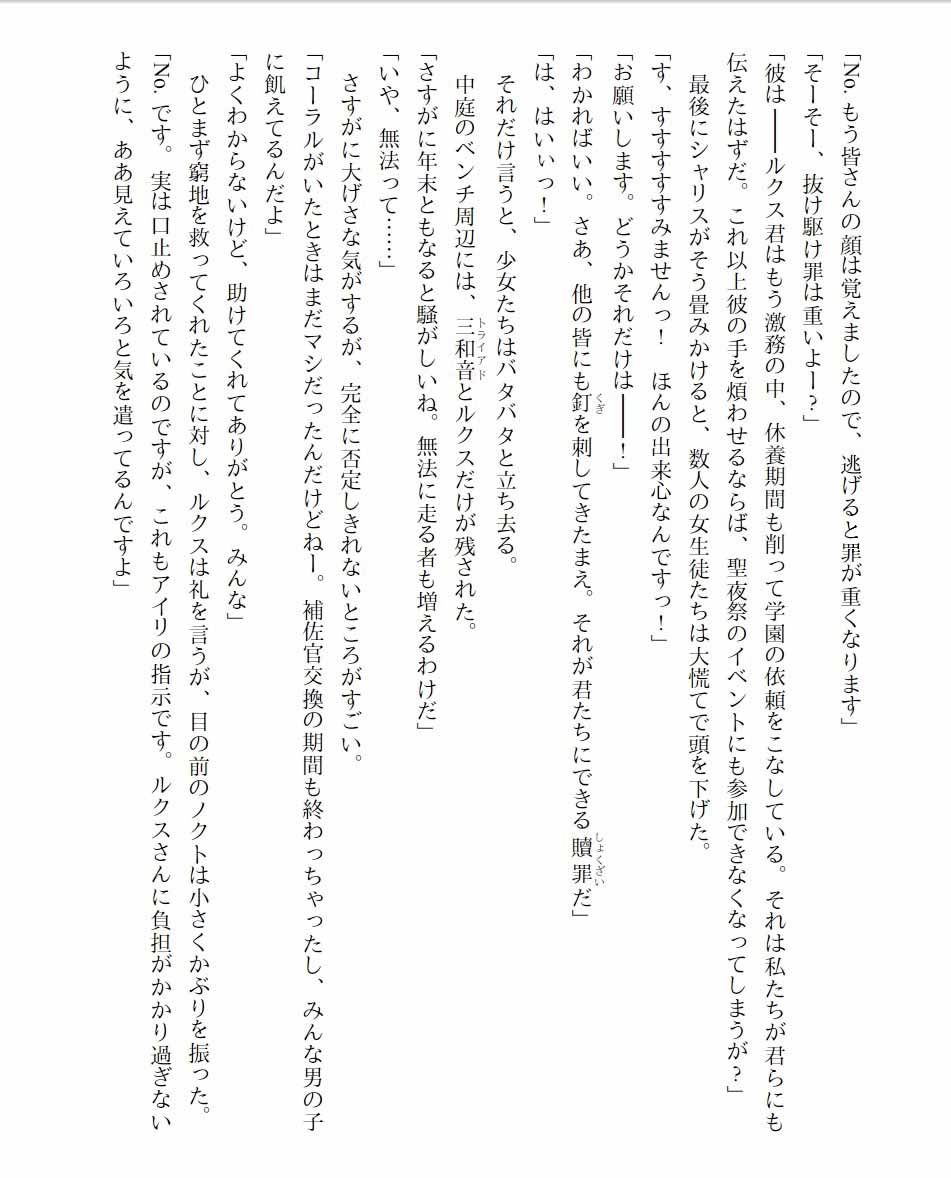 「No. もう皆さんの顔は覚えましたので、逃げると罪が重くなります」
「そーそー、抜け駆け罪は重いよー?」
「彼は――ルクス君はもう激務の中、休養期間も削って学園の依頼をこなしている。それは私たちが君らにも
伝えたはずだ。これ以上彼の手を煩わせるならば、聖夜祭のイベントにも参加できなくなってしまうが?」
　最後にシャリスがそう畳みかけると、数人の女生徒たちは大慌てで頭を下げた。
「す、すすすすすみませんっ!　ほんの出来心なんですっ!」
「お願いします。どうかそれだけは――!」
「わかればいい。さあ、他の皆にも釘を刺してきたまえ。それが君たちにできる贖罪だ」
くぎ
しょくざい
「は、はいぃっ!」
　それだけ言うと、少女たちはバタバタと立ち去る。
　中庭のベンチ周辺には、三和音とルクスだけが残された。
トライアド
「さすがに年末ともなると騒がしいね。無法に走る者も増えるわけだ」
「いや、無法って……」
　さすがに大げさな気がするが、完全に否定しきれないところがすごい。
「コーラルがいたときはまだマシだったんだけどねー。補佐官交換の期間も終わっちゃったし、みんな男の子
に飢えてるんだよ」
「よくわからないけど、助けてくれてありがとう。みんな」
　ひとまず窮地を救ってくれたことに対し、ルクスは礼を言うが、目の前のノクトは小さくかぶりを振った。
「No. です。実は口止めされているのですが、これもアイリの指示です。ルクスさんに負担がかかり過ぎない
ように、ああ見えていろいろと気を遣ってるんですよ」